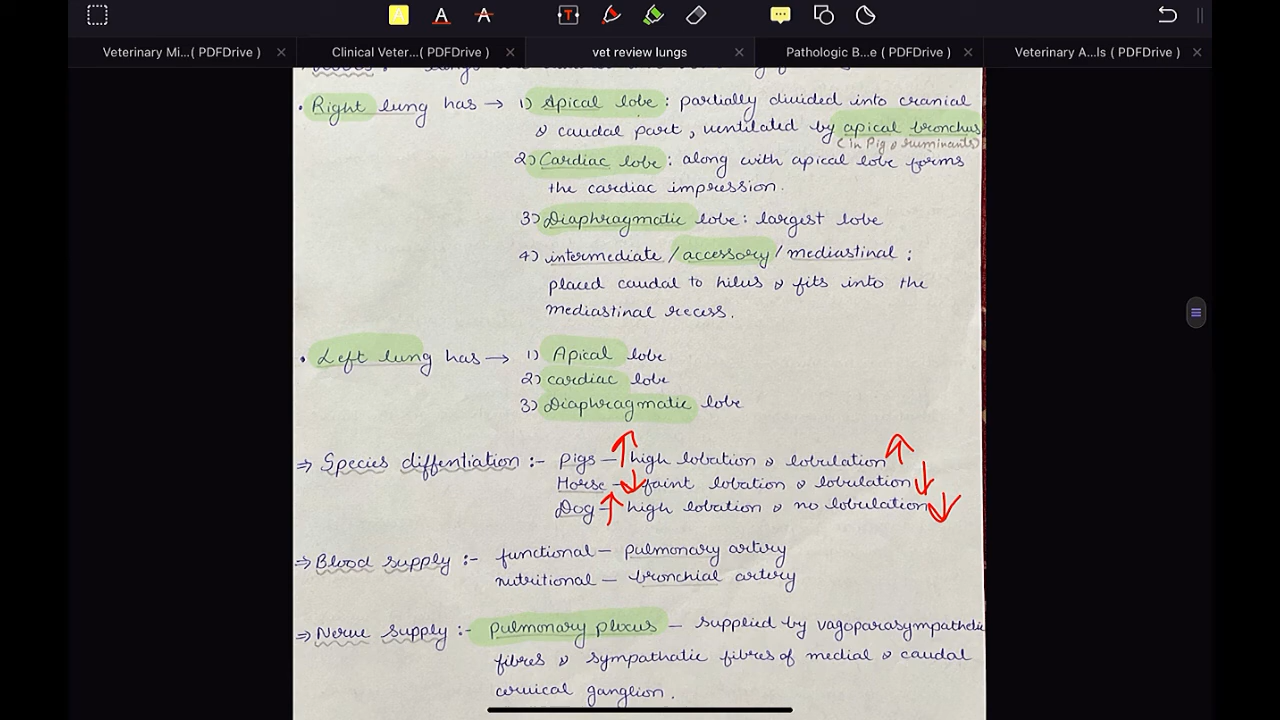 A A A T
Veterinary Mi...( PDFDrive ) × Clinical Veter...( PDFDrive ) × vet review lungs × Pathologic B...e ( PDFDrive ) × Veterinary A...ls ( PDFDrive ) ×
• Right lung has → 1) Apical lobe : partially divided into cranial
& caudal part, ventilated by apical bronchus
(in Pig & ruminants)
2) Cardiac lobe : along with apical lobe forms
the cardiac impression.
3) Diaphragmatic lobe : largest lobe
4) intermediate / accessory / mediastinal :
placed caudal to hilus & fits into the
mediastinal recess.
• Left lung has → 1) Apical lobe
2) cardiac lobe
3) Diaphragmatic lobe
⇒ Species diffentiation :- Pigs – ↑ high lobation & lobulation ↑
Horse – ↓ faint lobation & lobulation ↓
Dog – ↑ high lobation & no lobulation ↓
⇒ Blood supply :- functional – pulmonary artery
nutritional – bronchial artery
⇒ Nerve supply :- pulmonary plexus – supplied by vagoparasympathetic
fibres & sympathatic fibres of medial & caudal
cervical ganglion.